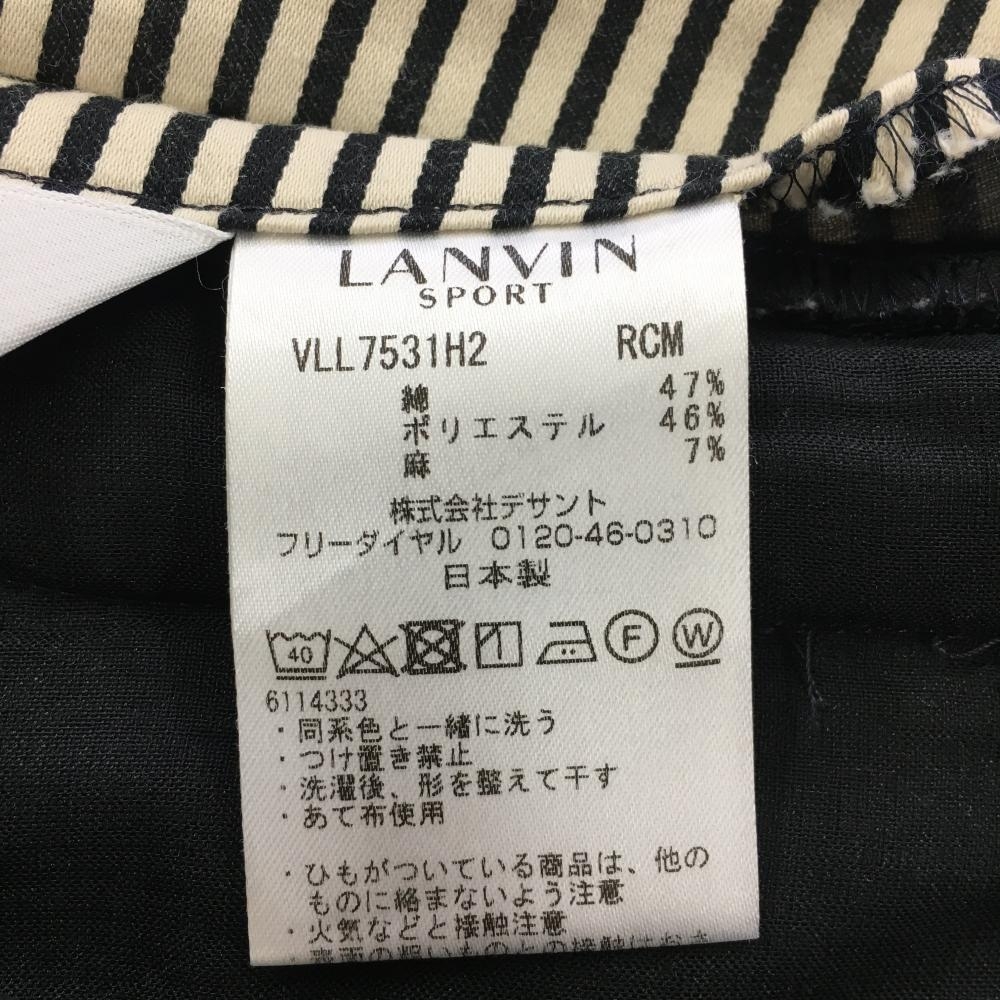 LANVIN
SPORT
VLL7531H2 RCM
綿 47%
ポリエステル 46%
麻 7%
株式会社デサント
フリーダイヤル 0120-46-0310
日本製
40 F W
6114333
・同系色と一緒に洗う
・つけ置き禁止
・洗濯後、形を整えて干す
・あて布使用
・ひもがついている商品は、他の
ものに絡まないよう注意
・火気などと接触注意